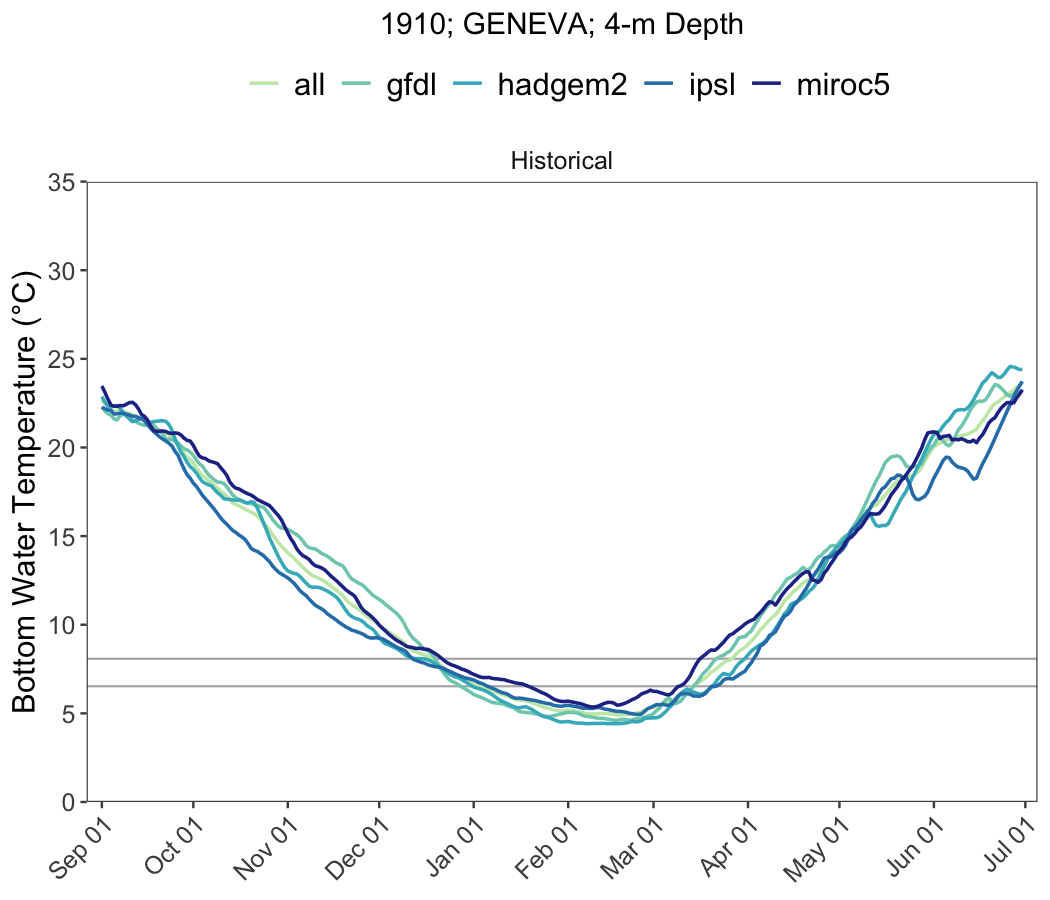 1910; GENEVA; 4-m Depth
all gfdl hadgem2 ipsl miroc5
Historical
Bottom Water Temperature (°C)
35
30
25
20
15
10
5
0
Sep 01 Oct 01 Nov 01 Dec 01 Jan 01 Feb 01 Mar 01 Apr 01 May 01 Jun 01 Jul 01